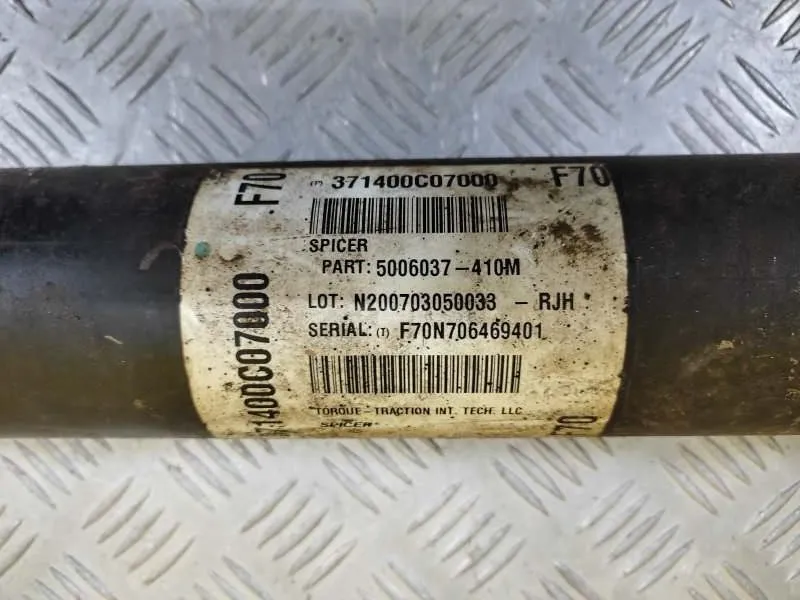 F70
(P) 371400C07000
F70
SPICER
PART: 5006037-410M
LOT: N200703050033 - RJH
SERIAL: (T) F70N706469401
TORQUE - TRACTION INT. TECH. LLC
SPICER
371400C07000
F70